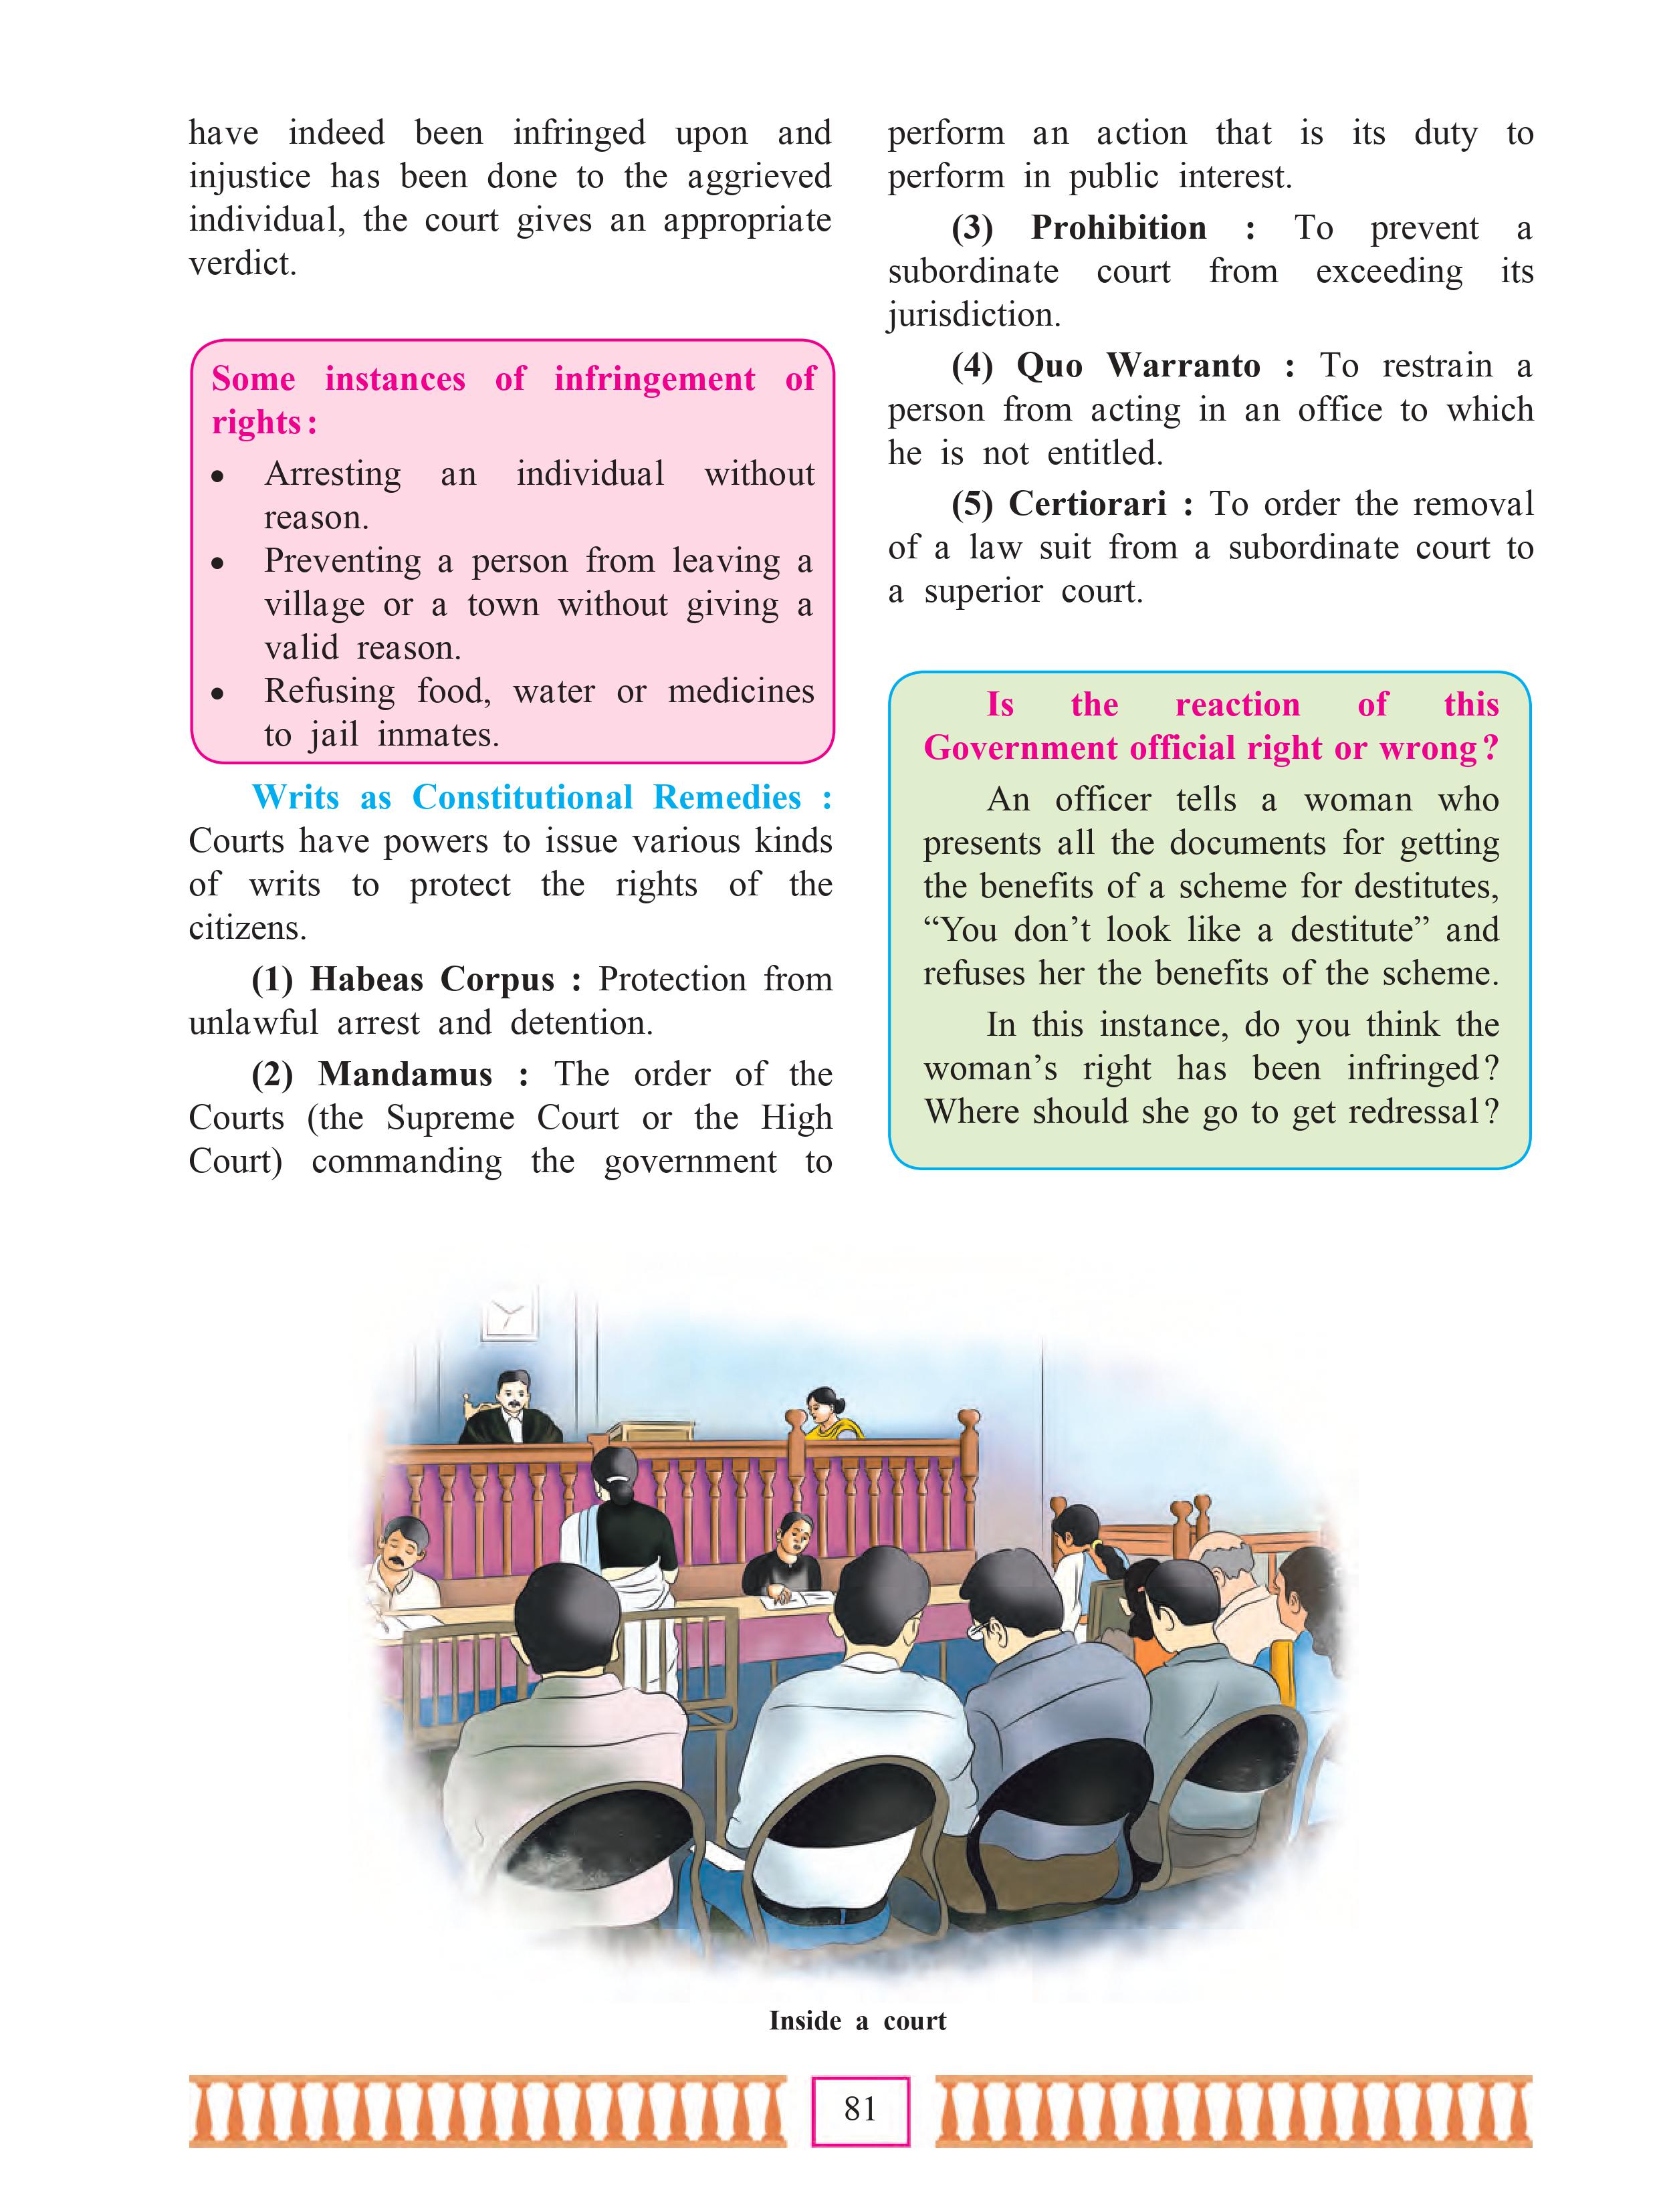 have indeed been infringed upon and
injustice has been done to the aggrieved
individual, the court gives an appropriate
verdict.
Some instances of infringement of
rights :
• Arresting an individual without
reason.
• Preventing a person from leaving a
village or a town without giving a
valid reason.
• Refusing food, water or medicines
to jail inmates.
Writs as Constitutional Remedies :
Courts have powers to issue various kinds
of writs to protect the rights of the
citizens.
(1) Habeas Corpus : Protection from
unlawful arrest and detention.
(2) Mandamus : The order of the
Courts (the Supreme Court or the High
Court) commanding the government to
perform an action that is its duty to
perform in public interest.
(3) Prohibition : To prevent a
subordinate court from exceeding its
jurisdiction.
(4) Quo Warranto : To restrain a
person from acting in an office to which
he is not entitled.
(5) Certiorari : To order the removal
of a law suit from a subordinate court to
a superior court.
Is the reaction of this
Government official right or wrong ?
An officer tells a woman who
presents all the documents for getting
the benefits of a scheme for destitutes,
“You don’t look like a destitute” and
refuses her the benefits of the scheme.
In this instance, do you think the
woman’s right has been infringed ?
Where should she go to get redressal ?
Inside a court
81